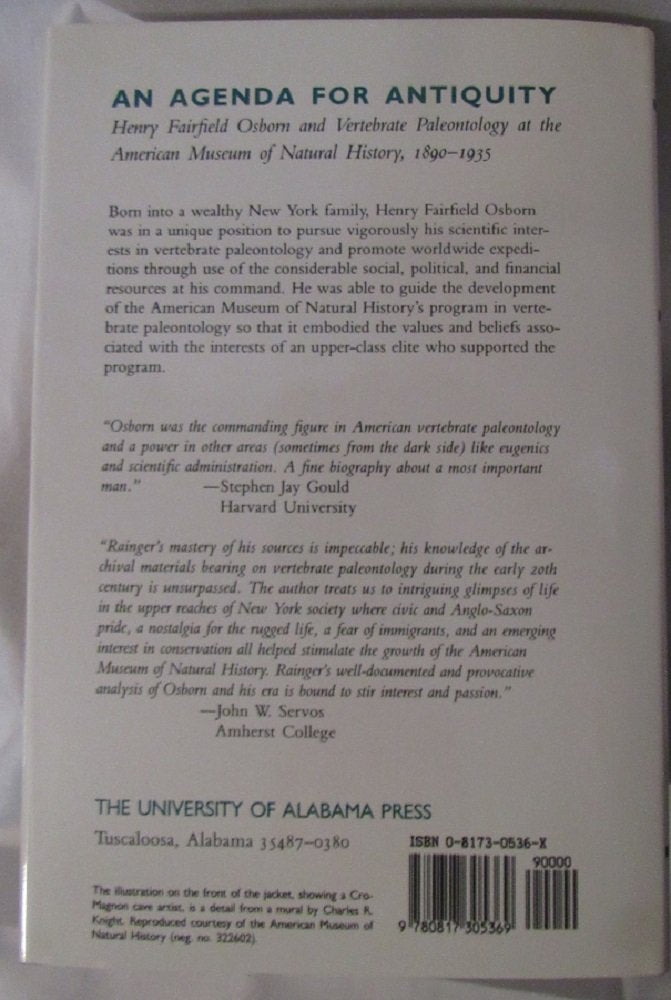 AN AGENDA FOR ANTIQUITY
Henry Fairfield Osborn and Vertebrate Paleontology at the
American Museum of Natural History, 1890–1935
Born into a wealthy New York family, Henry Fairfield Osborn
was in a unique position to pursue vigorously his scientific inter-
ests in vertebrate paleontology and promote worldwide expedi-
tions through use of the considerable social, political, and financial
resources at his command. He was able to guide the development
of the American Museum of Natural History's program in verte-
brate paleontology so that it embodied the values and beliefs asso-
ciated with the interests of an upper-class elite who supported the
program.
"Osborn was the commanding figure in American vertebrate paleontology
and a power in other areas (sometimes from the dark side) like eugenics
and scientific administration. A fine biography about a most important
man." —Stephen Jay Gould
Harvard University
"Rainger's mastery of his sources is impeccable; his knowledge of the ar-
chival materials bearing on vertebrate paleontology during the early 20th
century is unsurpassed. The author treats us to intriguing glimpses of life
in the upper reaches of New York society where civic and Anglo-Saxon
pride, a nostalgia for the rugged life, a fear of immigrants, and an emerging
interest in conservation all helped stimulate the growth of the American
Museum of Natural History. Rainger's well-documented and provocative
analysis of Osborn and his era is bound to stir interest and passion."
—John W. Servos
Amherst College
THE UNIVERSITY OF ALABAMA PRESS
Tuscaloosa, Alabama 35487–0380
The illustration on the front of the jacket, showing a Cro-
Magnon cave artist, is a detail from a mural by Charles R.
Knight. Reproduced courtesy of the American Museum of
Natural History (neg. no. 322602).
ISBN 0-8173-0536-X
90000
9 780817 305369